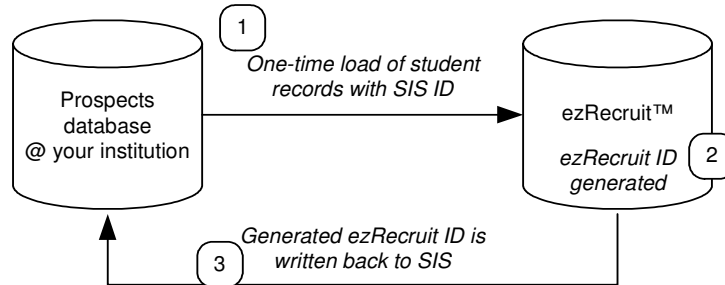 1
One-time load of student
records with SIS ID
Prospects
database
@ your institution
ezRecruit™
ezRecruit ID
generated
2
Generated ezRecruit ID is
written back to SIS
3